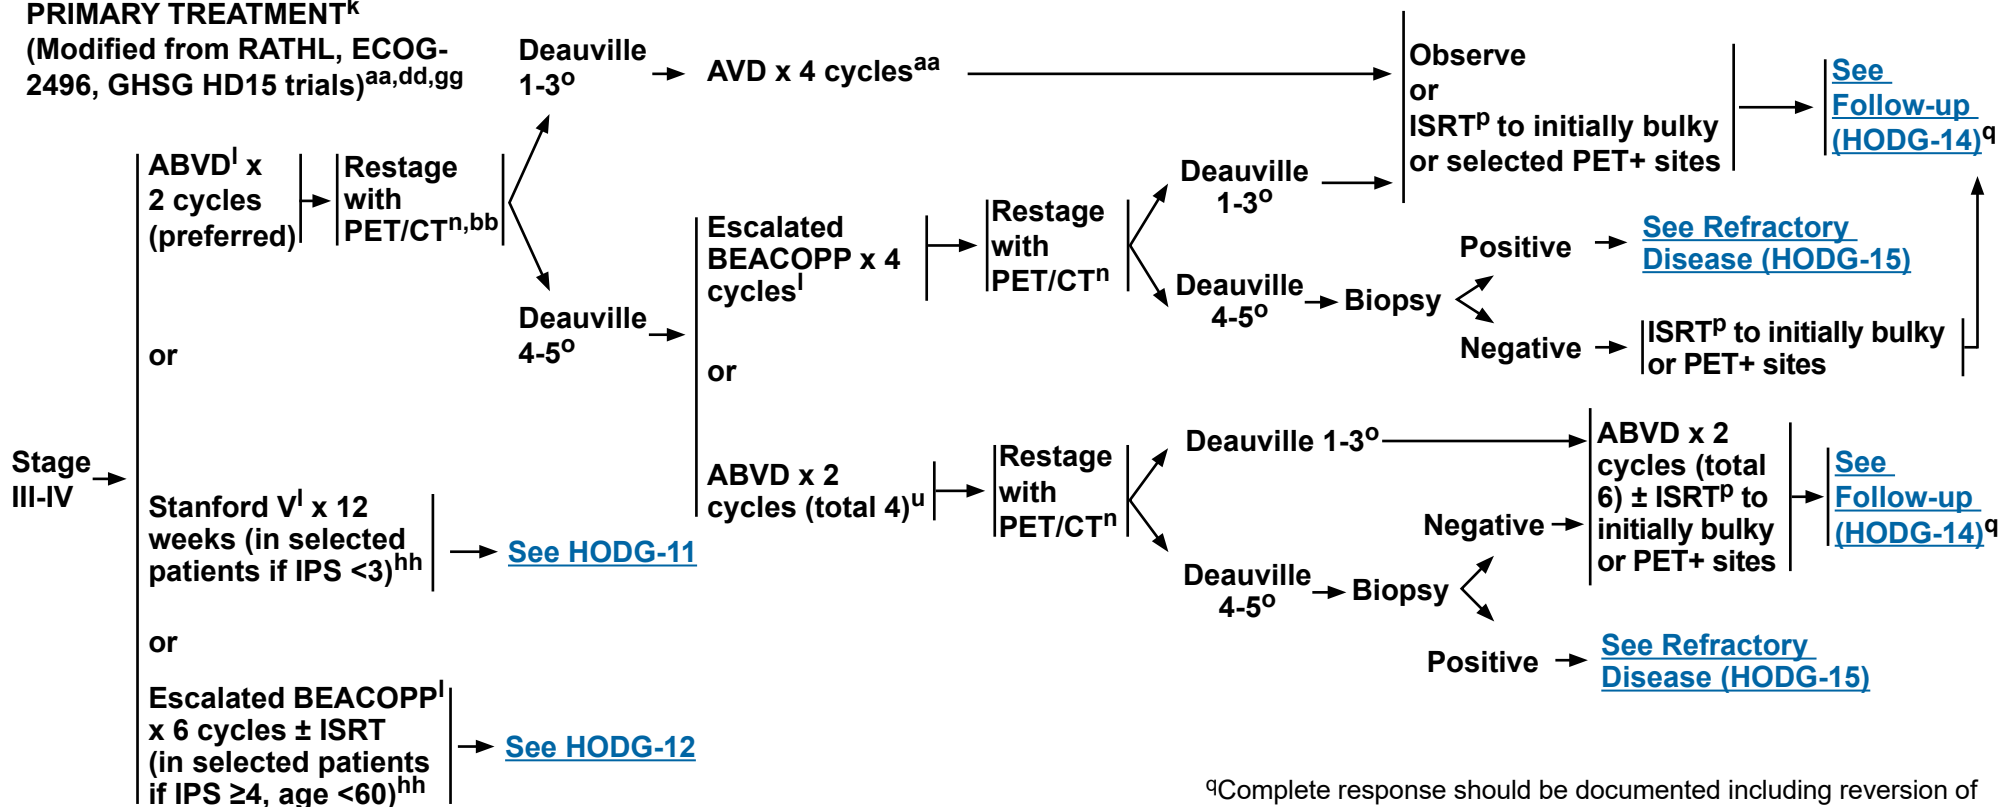 PRIMARY TREATMENTk
(Modified from RATHL, ECOG-
2496, GHSG HD15 trials)aa,dd,gg
Stage
III-IV
ABVDl x
2 cycles
(preferred)
or
Stanford Vl x 12
weeks (in selected
patients if IPS <3)hh
or
Escalated BEACOPPl
x 6 cycles ± ISRT
(in selected patients
if IPS ≥4, age <60)hh
Restage
with
PET/CTn,bb
See HODG-11
See HODG-12
Deauville
1-3o
Deauville
4-5o
AVD x 4 cyclesaa
Escalated
BEACOPP x 4
cyclesl
or
ABVD x 2
cycles (total 4)u
Restage
with
PET/CTn
Deauville
1-3o
Deauville
4-5o
Biopsy
Positive
Negative
Observe
or
ISRTp to initially bulky
or selected PET+ sites
See
Follow-up
(HODG-14)q
See Refractory
Disease (HODG-15)
ISRTp to initially bulky
or PET+ sites
Restage
with
PET/CTn
Deauville 1-3o
Deauville
4-5o
Biopsy
Negative
Positive
ABVD x 2
cycles (total
6) ± ISRTp to
initially bulky
or PET+ sites
See
Follow-up
(HODG-14)q
See Refractory
Disease (HODG-15)
qComplete response should be documented including reversion of